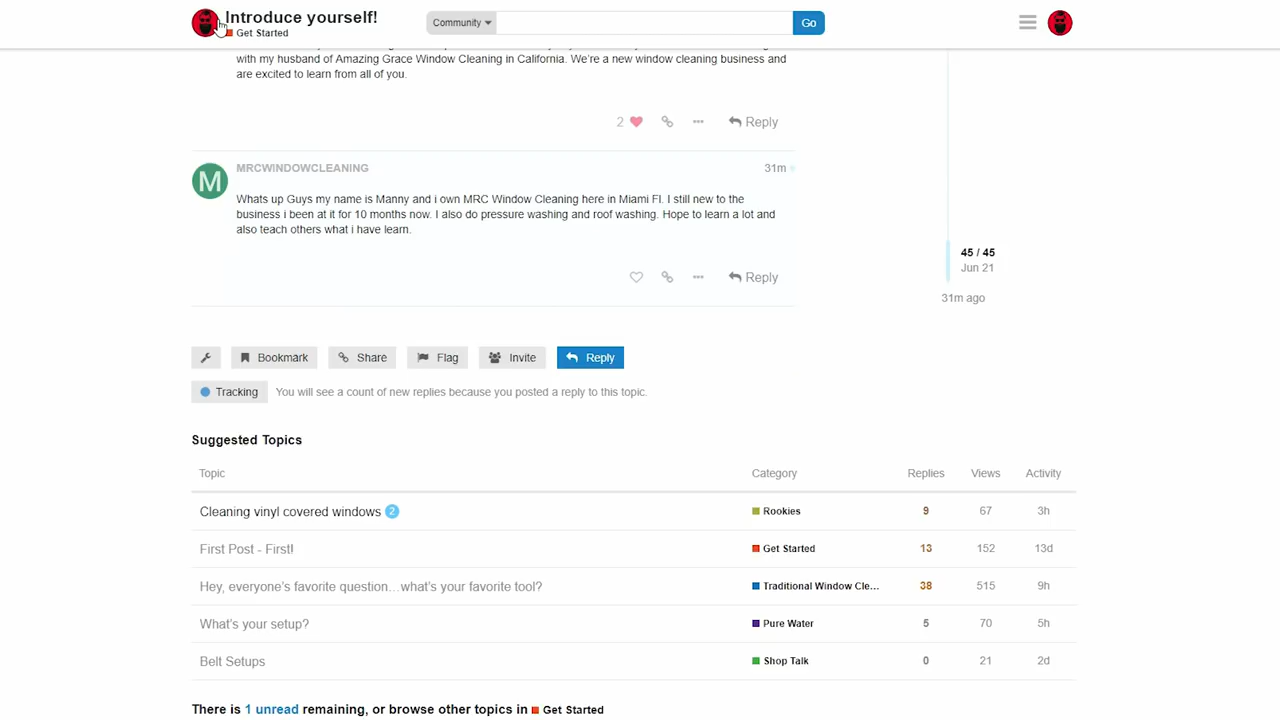 Introduce yourself!
Get Started
Community
Go
with my husband of Amazing Grace Window Cleaning in California. We're a new window cleaning business and
are excited to learn from all of you.
2
Reply
M
MRCWINDOWCLEANING
31m
Whats up Guys my name is Manny and i own MRC Window Cleaning here in Miami Fl. I still new to the
business i been at it for 10 months now. I also do pressure washing and roof washing. Hope to learn a lot and
also teach others what i have learn.
45 / 45
Jun 21
Reply
31m ago
Bookmark
Share
Flag
Invite
Reply
Tracking
You will see a count of new replies because you posted a reply to this topic.
Suggested Topics
Topic Category Replies Views Activity
Cleaning vinyl covered windows 2 Rookies 9 67 3h
First Post - First! Get Started 13 152 13d
Hey, everyone's favorite question…what's your favorite tool? Traditional Window Cle... 38 515 9h
What's your setup? Pure Water 5 70 5h
Belt Setups Shop Talk 0 21 2d
There is 1 unread remaining, or browse other topics in Get Started